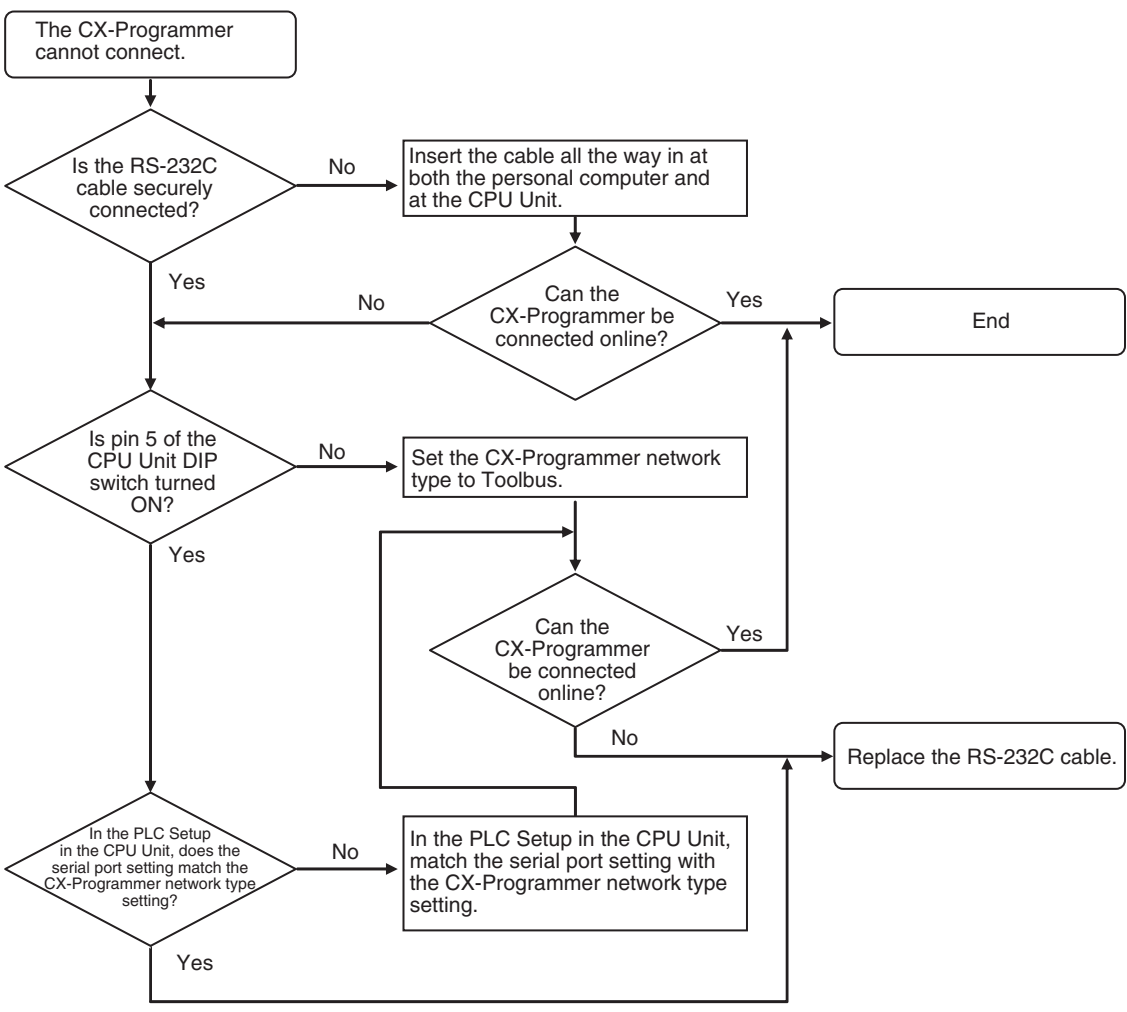 The CX-Programmer
cannot connect.
Is the RS-232C
cable securely
connected?
No
Insert the cable all the way in at
both the personal computer and
at the CPU Unit.
Yes
No
Can the
CX-Programmer be
connected online?
Yes
End
Is pin 5 of the
CPU Unit DIP
switch turned
ON?
No
Set the CX-Programmer network
type to Toolbus.
Yes
Can the
CX-Programmer
be connected
online?
Yes
No
Replace the RS-232C cable.
In the PLC Setup
in the CPU Unit, does the
serial port setting match the
CX-Programmer network type
setting?
No
In the PLC Setup in the CPU Unit,
match the serial port setting with
the CX-Programmer network type
setting.
Yes